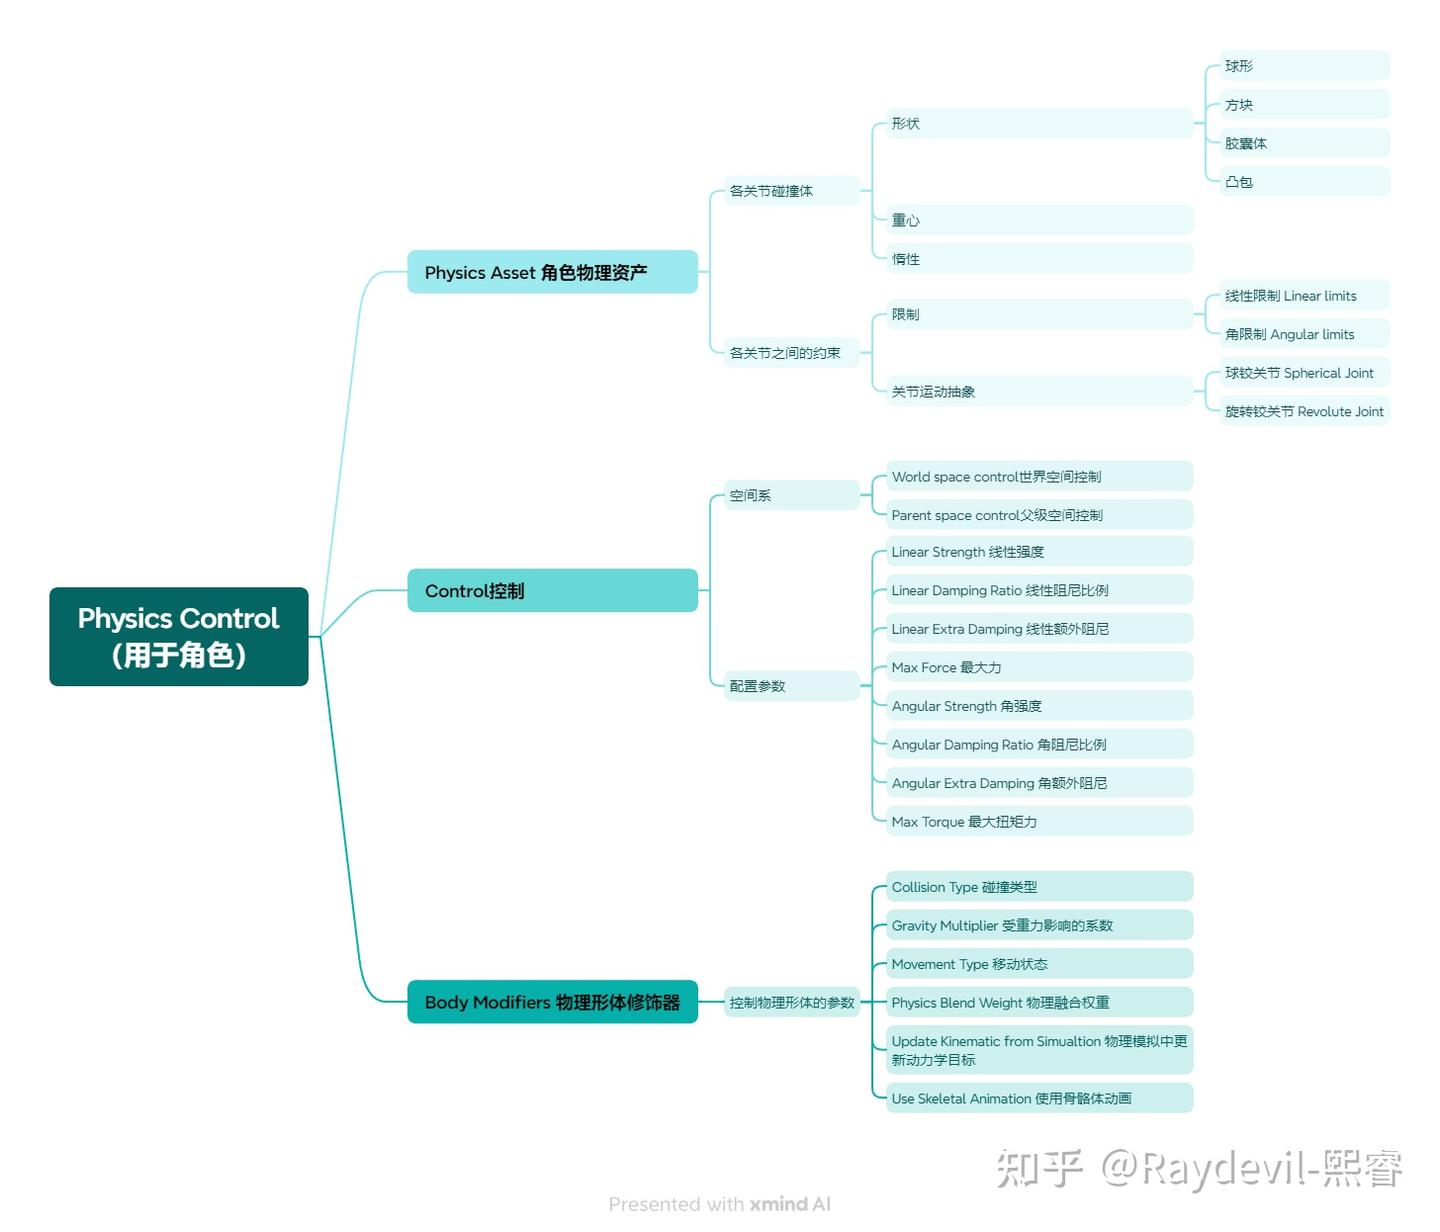 Physics Control
(用于角色)
Physics Asset 角色物理资产
各关节碰撞体
形状
球形
方块
胶囊体
凸包
重心
惰性
各关节之间的约束
限制
线性限制 Linear limits
角限制 Angular limits
关节运动抽象
球铰关节 Spherical Joint
旋转铰关节 Revolute Joint
Control控制
空间系
World space control世界空间控制
Parent space control父级空间控制
配置参数
Linear Strength 线性强度
Linear Damping Ratio 线性阻尼比例
Linear Extra Damping 线性额外阻尼
Max Force 最大力
Angular Strength 角强度
Angular Damping Ratio 角阻尼比例
Angular Extra Damping 角额外阻尼
Max Torque 最大扭矩力
Body Modifiers 物理形体修饰器
控制物理形体的参数
Collision Type 碰撞类型
Gravity Multiplier 受重力影响的系数
Movement Type 移动状态
Physics Blend Weight 物理融合权重
Update Kinematic from Simualtion 物理模拟中更
新动力学目标
Use Skeletal Animation 使用骨骼体动画
知乎 @Raydevil-熙睿
Presented with xmind AI